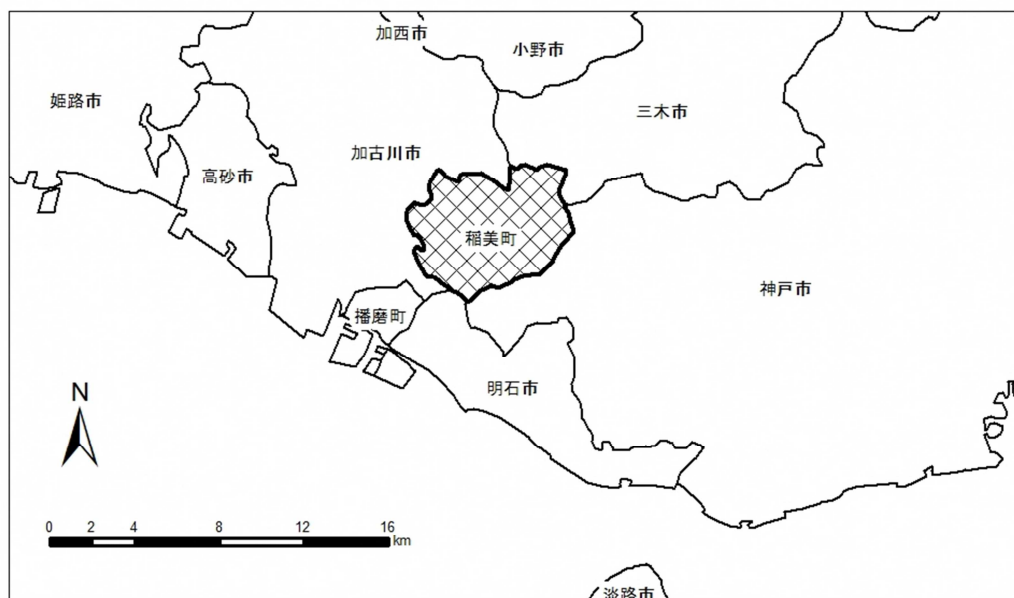 加西市
小野市
姫路市
三木市
加古川市
高砂市
稲美町
神戸市
播磨町
明石市
N
0 2 4 8 12 16
km
淡路市